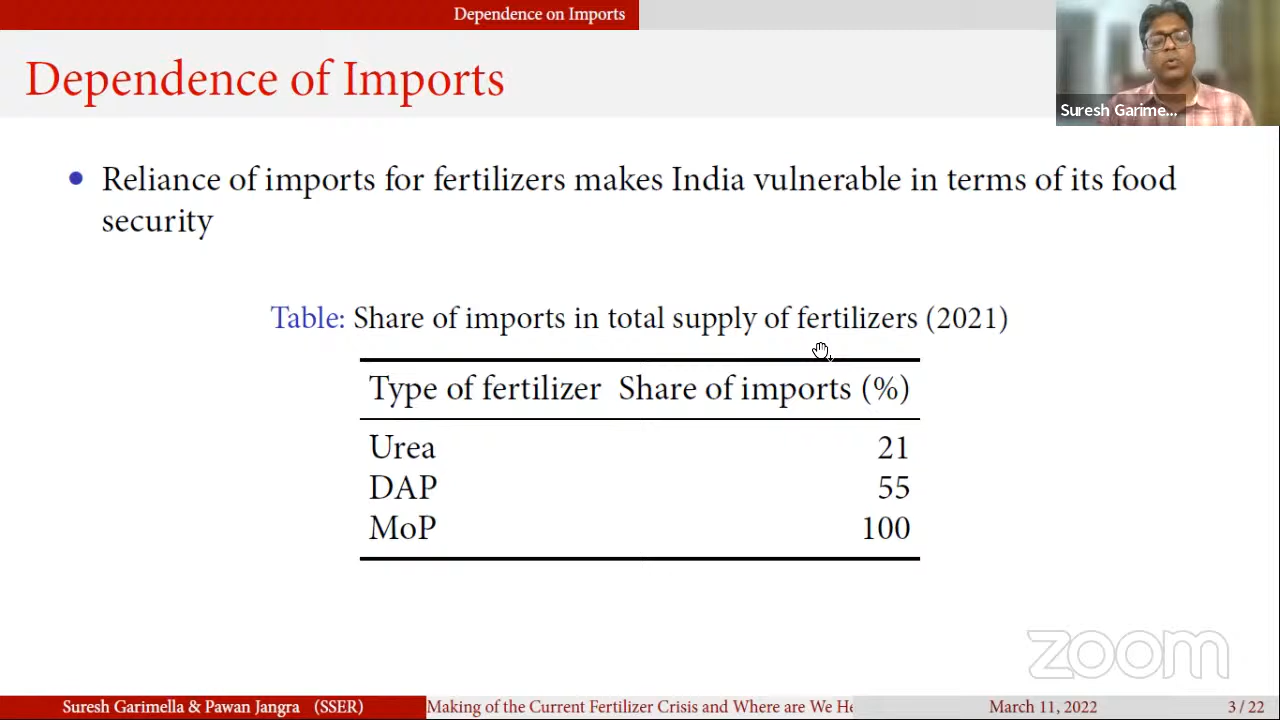 Dependence on Imports
Dependence of Imports
Suresh Garime...
Reliance of imports for fertilizers makes India vulnerable in terms of its food
security
Table: Share of imports in total supply of fertilizers (2021)
Type of fertilizer Share of imports (%)
Urea 21
DAP 55
MoP 100
zoom
Suresh Garimella & Pawan Jangra (SSER) Making of the Current Fertilizer Crisis and Where are We He March 11, 2022 3 / 22